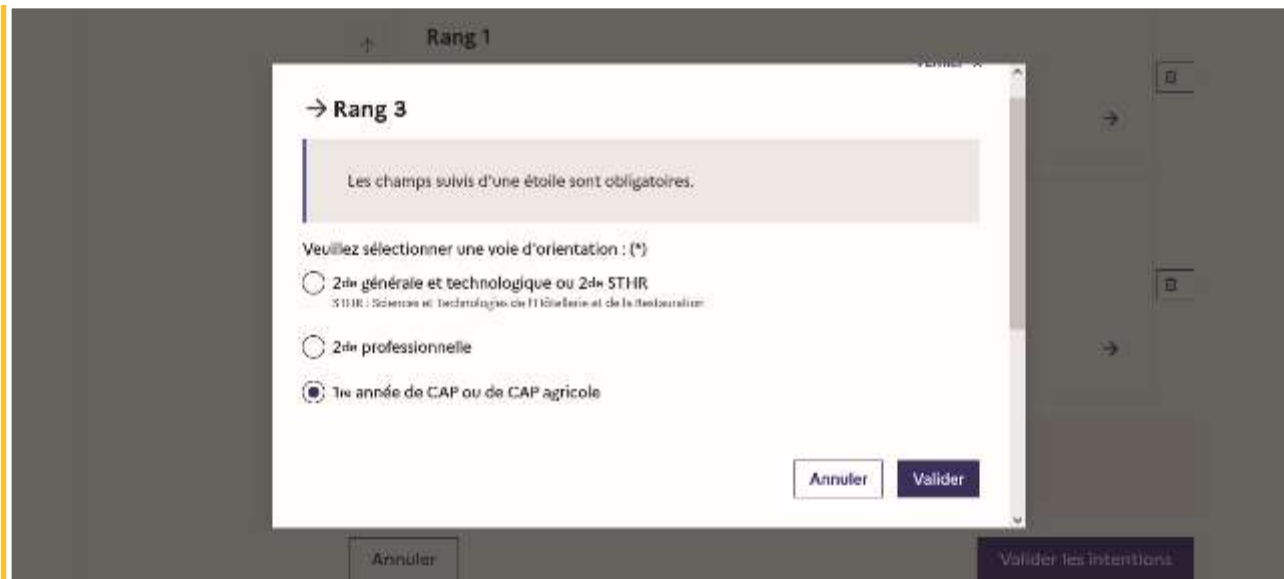 Rang 1
Fermer X
→ Rang 3
Les champs suivis d'une étoile sont obligatoires.
Veuillez sélectionner une voie d'orientation : (*)
2de générale et technologique ou 2de STHR
STHR : Sciences et Technologies de l'Hôtellerie et de la Restauration
2de professionnelle
1re année de CAP ou de CAP agricole
Annuler
Valider
Annuler
Valider les intentions